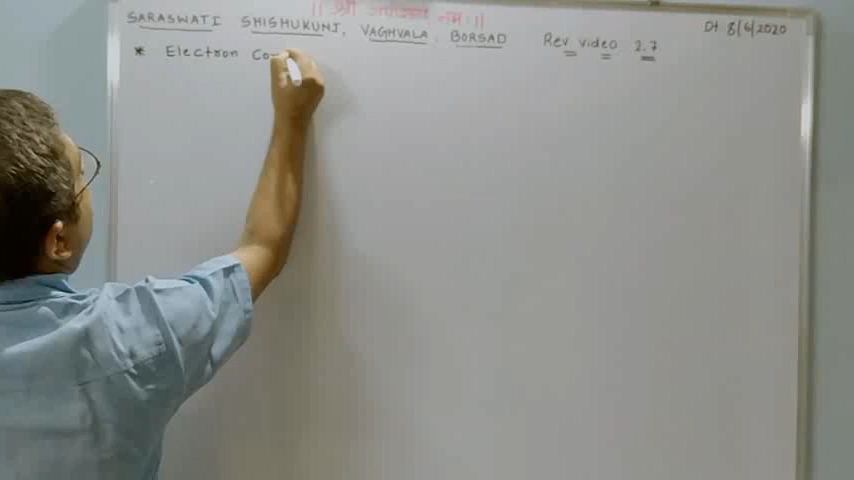 || श्री गणेशाय नमः ||
SARASWATI SHISHUKUNJ, VAGHVALA, BORSAD
Dt 8/6/2020
* Electron Co
Rev video 2.7